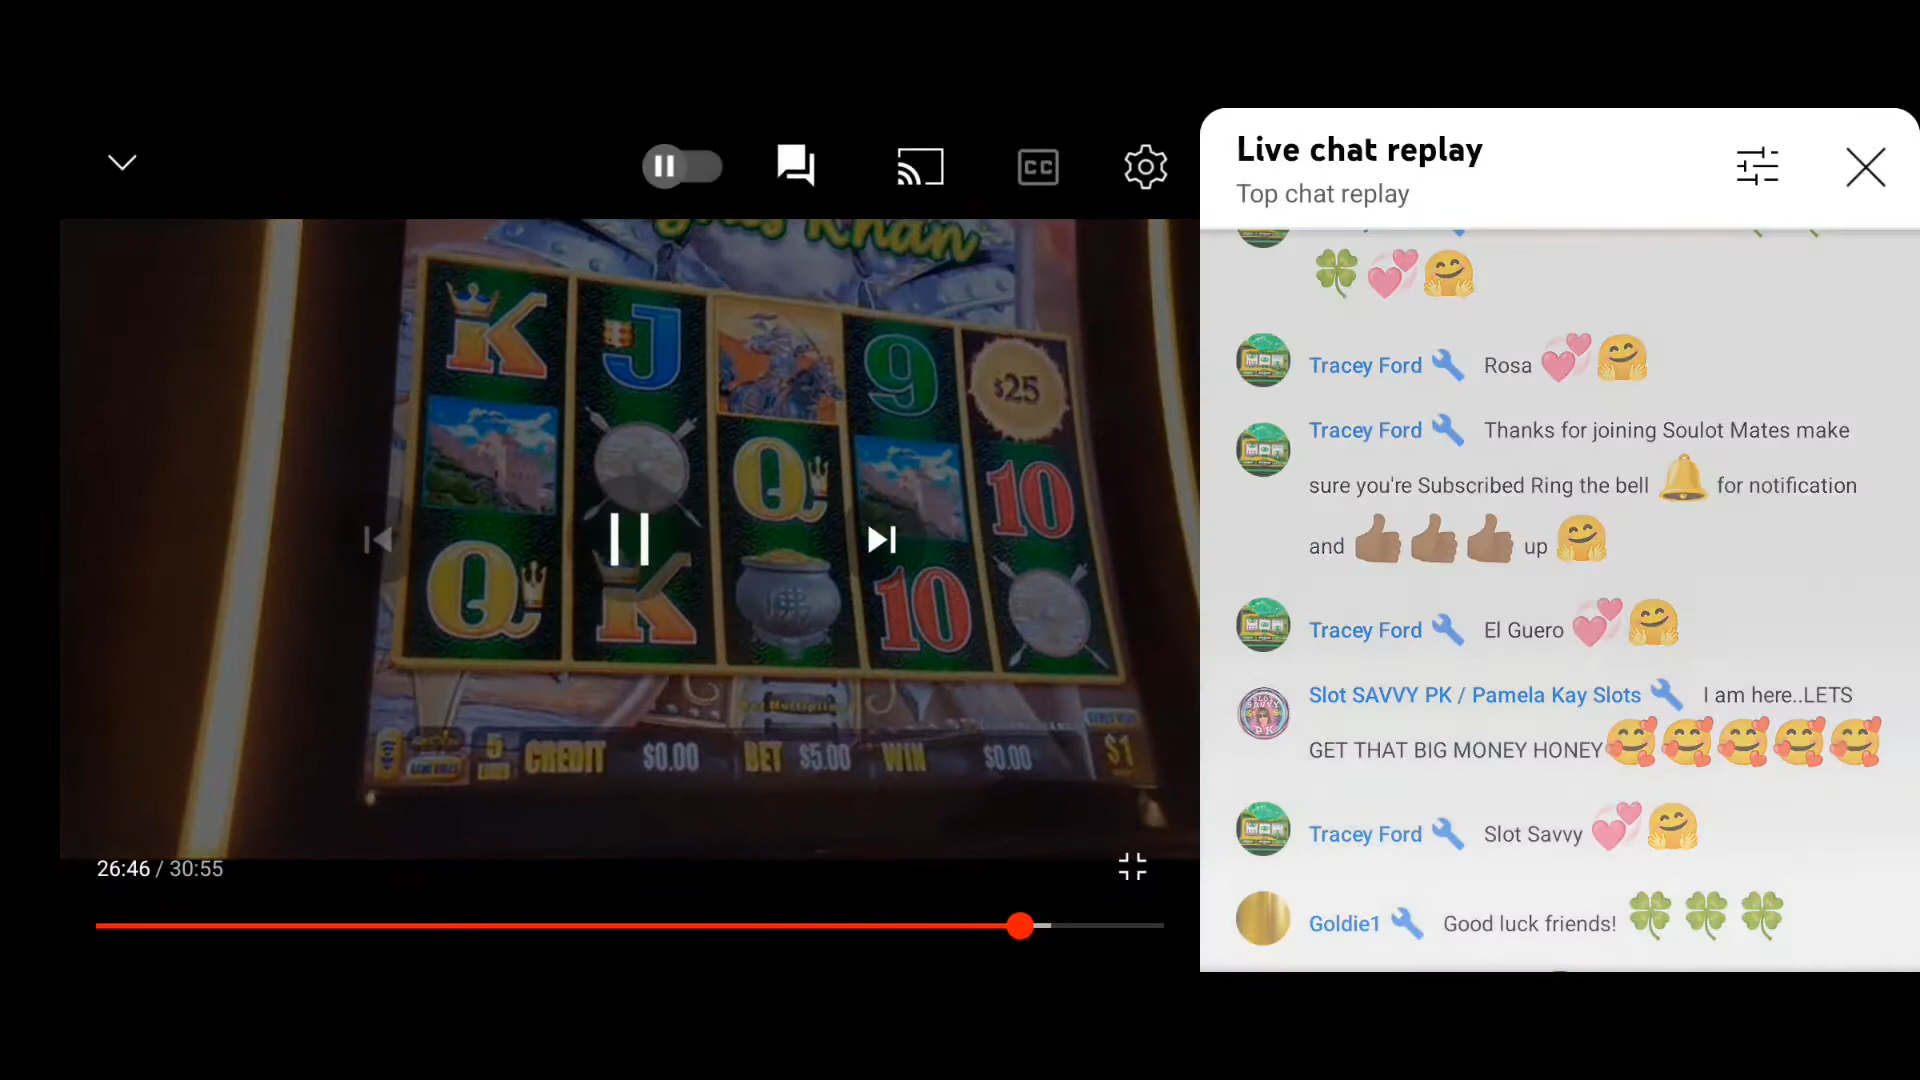 Live chat replay
Top chat replay
Tracey Ford Rosa
Tracey Ford Thanks for joining Soulot Mates make
sure you're Subscribed Ring the bell for notification
and up
Tracey Ford El Guero
Slot SAVVY PK / Pamela Kay Slots I am here..LETS
GET THAT BIG MONEY HONEY
Tracey Ford Slot Savvy
Goldie1 Good luck friends!
CC
Khan
K J 9 $25
Q 10
Q K 10
5 CREDIT $0.00 BET $5.00 WIN $0.00 $1
26:46 / 30:55